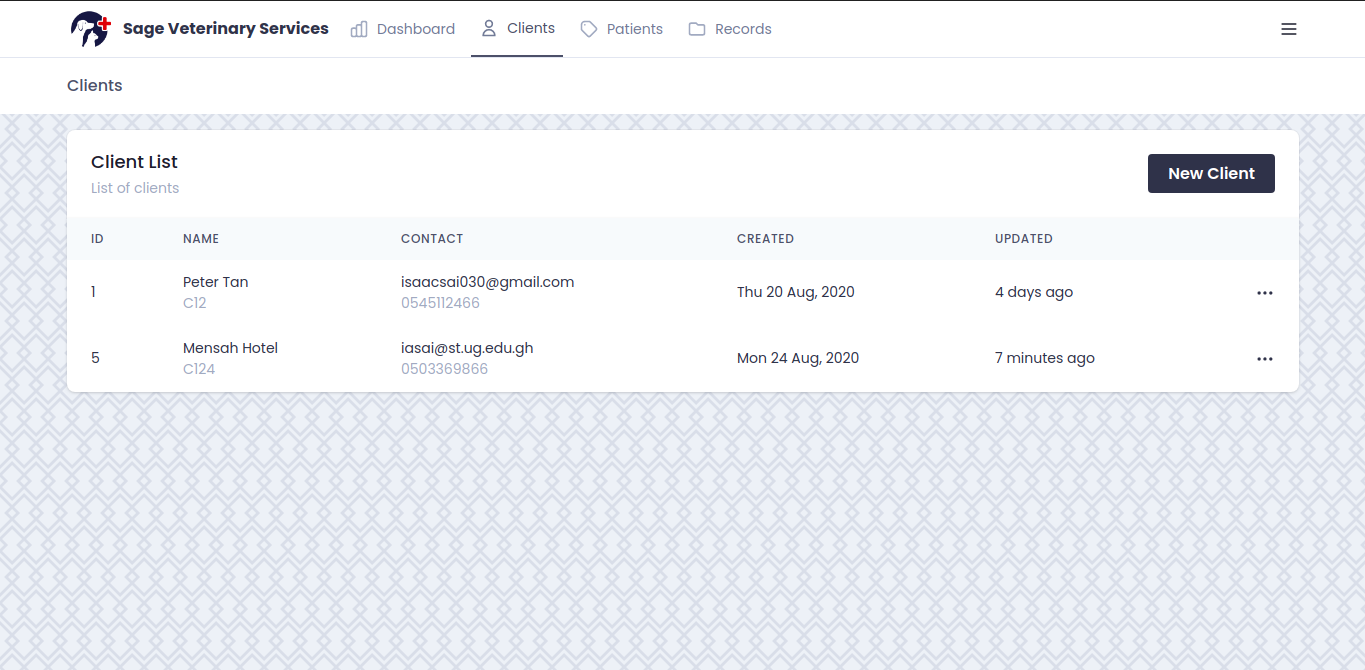 Sage Veterinary Services Dashboard Clients Patients Records
Clients
Client List
List of clients
New Client
ID NAME CONTACT CREATED UPDATED
1 Peter Tan isaacsai030@gmail.com Thu 20 Aug, 2020 4 days ago
C12 0545112466
5 Mensah Hotel iasai@st.ug.edu.gh Mon 24 Aug, 2020 7 minutes ago
C124 0503369866